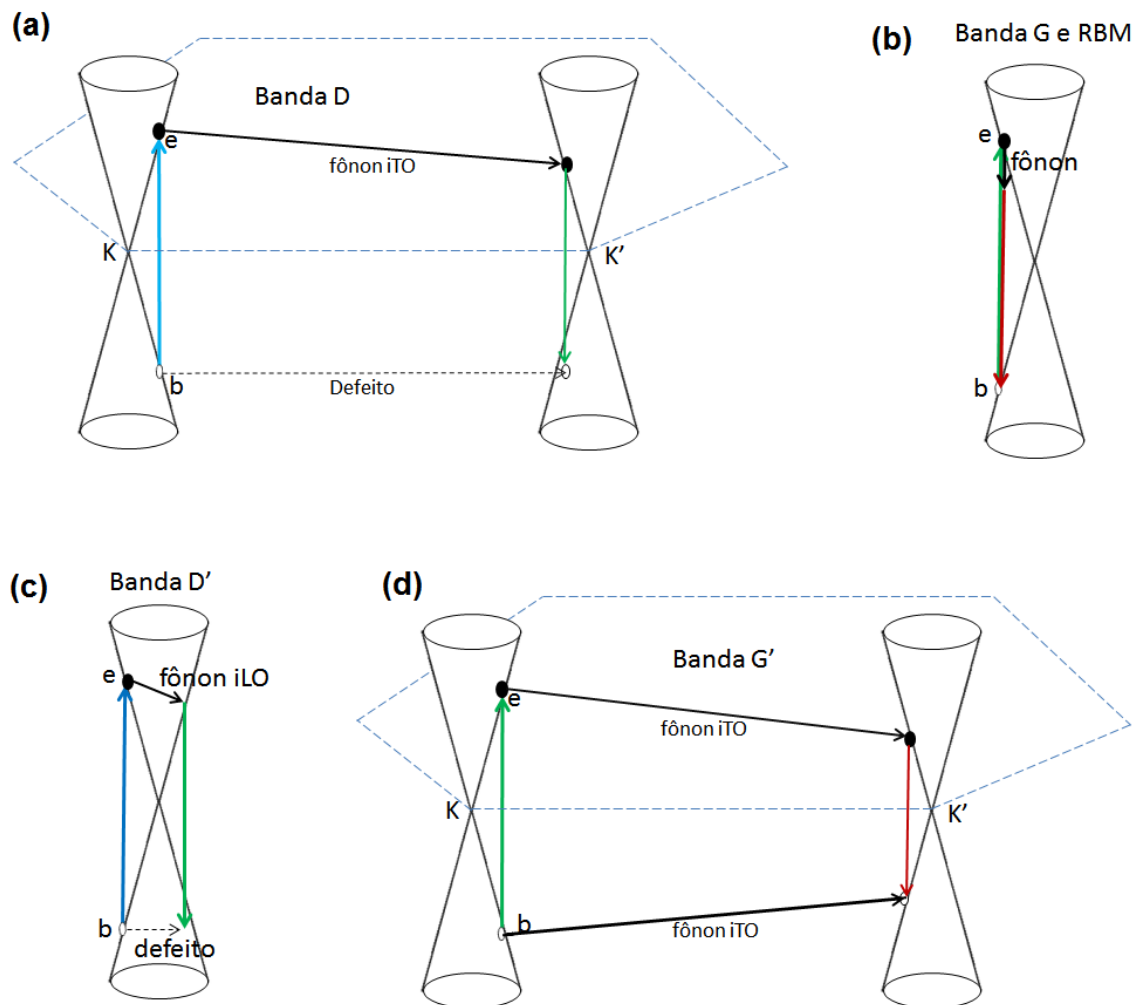 (a)
Banda D
e
fônon iTO
K
K’
b
Defeito
(b)
Banda G e RBM
e
fônon
b
(c)
Banda D’
e
fônon iLO
b
defeito
(d)
Banda G’
e
fônon iTO
K
K’
b
fônon iTO